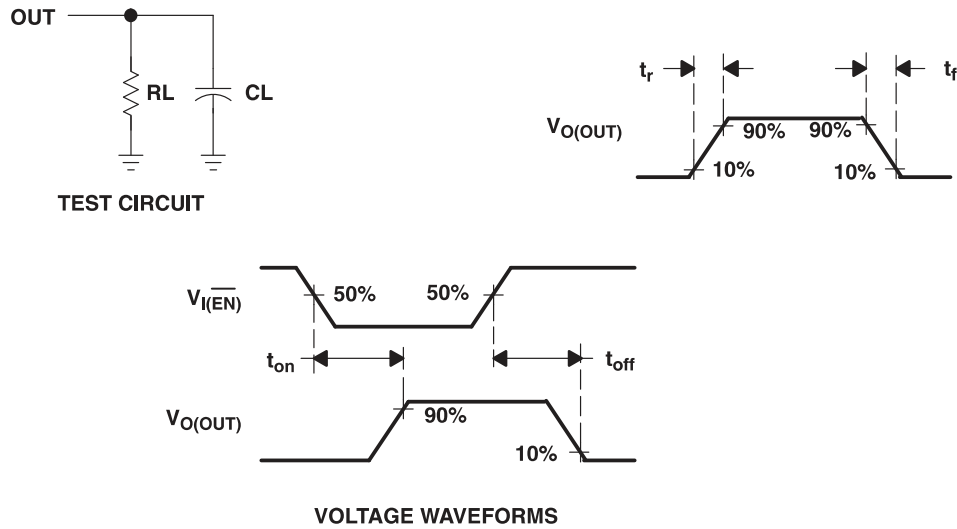 OUT
RL CL
TEST CIRCUIT
tr tf
VO(OUT)
90% 90%
10% 10%
VI(E̅N̅)
50% 50%
ton toff
VO(OUT)
90%
10%
VOLTAGE WAVEFORMS